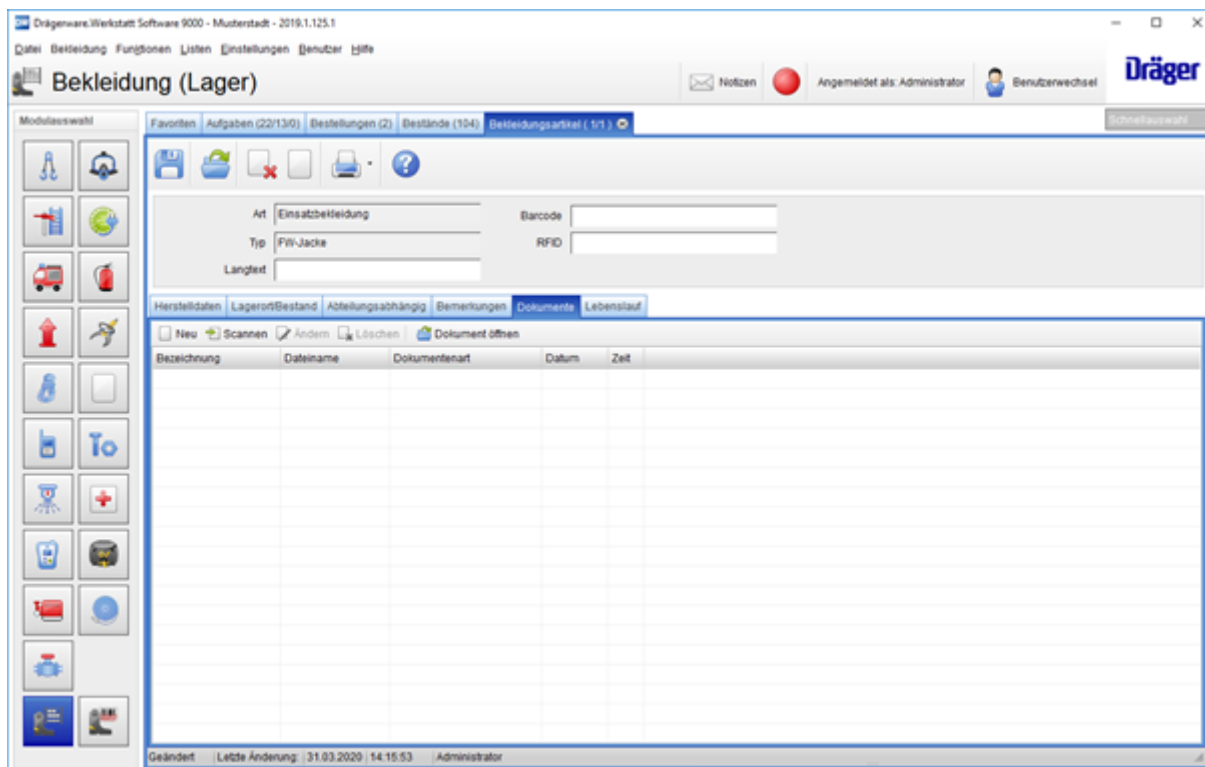 Drägerware.Werkstatt Software 9000 - Musterstadt - 2019.1.125.1
Datei Bekleidung Funktionen Listen Einstellungen Benutzer Hilfe
Bekleidung (Lager)
Notizen Angemeldet als: Administrator Benutzerwechsel
Dräger
Modulauswahl
Favoriten Aufgaben (22/13/0) Bestellungen (2) Bestände (104) Bekleidungsartikel ( 1/1 )
Schnellauswahl
Art Einsatzbekleidung Barcode
Typ FW-Jacke RFID
Langtext
Herstelldaten Lagerort/Bestand Abteilungsabhängig Bemerkungen Dokumente Lebenslauf
Neu Scannen Ändern Löschen Dokument öffnen
Bezeichnung Dateiname Dokumentenart Datum Zeit
Geändert Letzte Änderung: 31.03.2020 14:15:53 Administrator